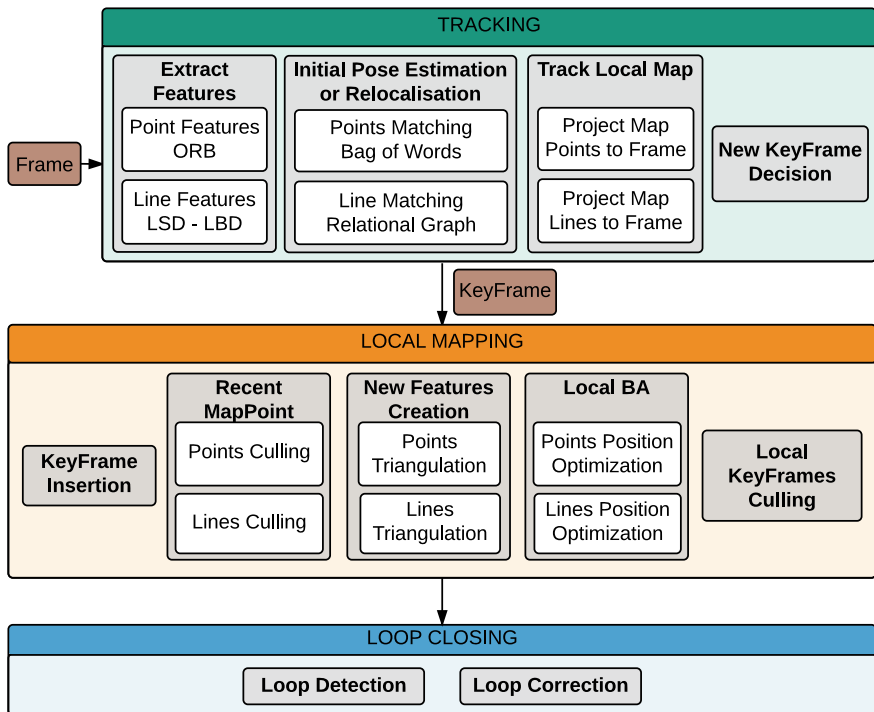 TRACKING
Frame
Extract
Features
Point Features
ORB
Line Features
LSD - LBD
Initial Pose Estimation
or Relocalisation
Points Matching
Bag of Words
Line Matching
Relational Graph
Track Local Map
Project Map
Points to Frame
Project Map
Lines to Frame
New KeyFrame
Decision
KeyFrame
LOCAL MAPPING
KeyFrame
Insertion
Recent
MapPoint
Points Culling
Lines Culling
New Features
Creation
Points
Triangulation
Lines
Triangulation
Local BA
Points Position
Optimization
Lines Position
Optimization
Local
KeyFrames
Culling
LOOP CLOSING
Loop Detection
Loop Correction